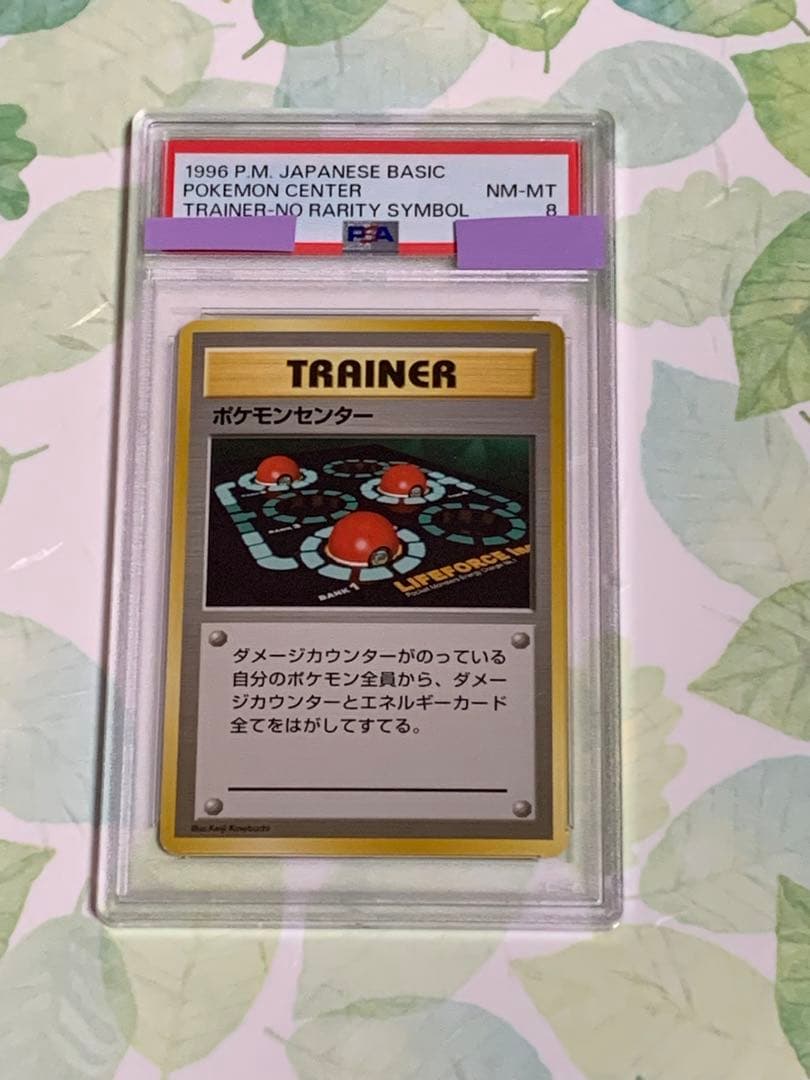 1996 P.M. JAPANESE BASIC
POKEMON CENTER NM-MT
TRAINER-NO RARITY SYMBOL 8
PSA
TRAINER
ポケモンセンター
BANK 1
LIFEFORCE Inc
ダメージカウンターがのっている
自分のポケモン全員から、ダメー
ジカウンターとエネルギーカード
全てをはがしてすてる。
Illus. Keiji Kinebuchi